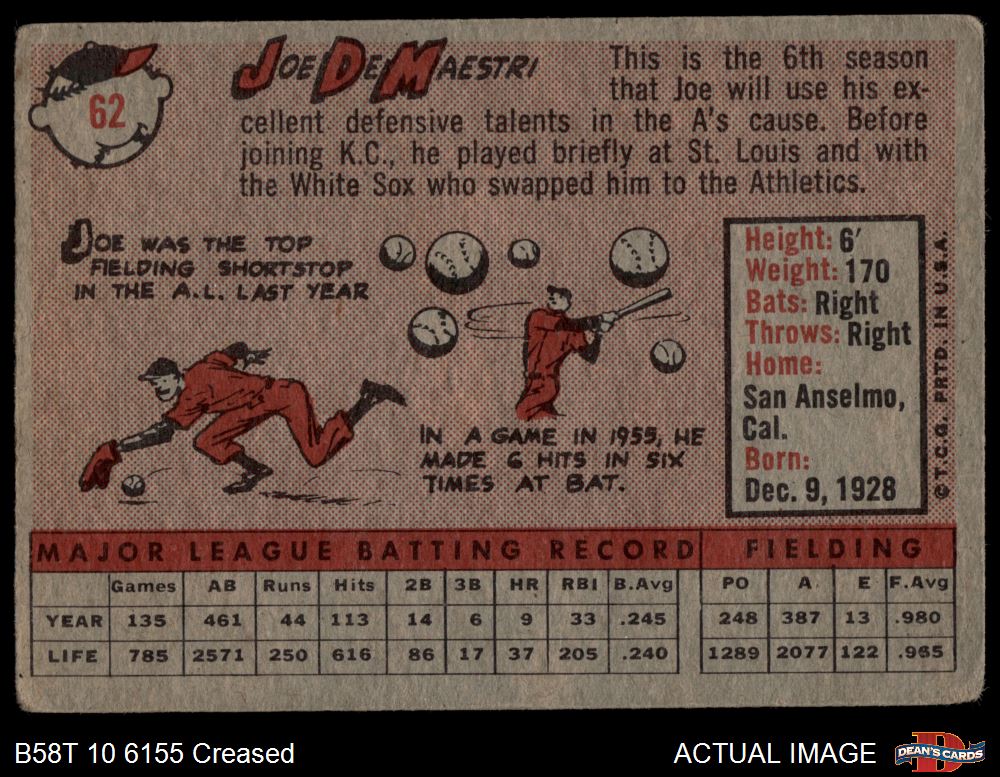 62
JOE DE MAESTRI
This is the 6th season
that Joe will use his ex-
cellent defensive talents in the A's cause. Before
joining K.C., he played briefly at St. Louis and with
the White Sox who swapped him to the Athletics.
JOE WAS THE TOP
FIELDING SHORTSTOP
IN THE A.L. LAST YEAR
IN A GAME IN 1955, HE
MADE 6 HITS IN SIX
TIMES AT BAT.
Height: 6'
Weight: 170
Bats: Right
Throws: Right
Home:
San Anselmo,
Cal.
Born:
Dec. 9, 1928
© T.C.G. PRTD. IN U.S.A.
MAJOR LEAGUE BATTING RECORD FIELDING
Games AB Runs Hits 2B 3B HR RBI B.Avg PO A E F.Avg
YEAR 135 461 44 113 14 6 9 33 .245 248 387 13 .980
LIFE 785 2571 250 616 86 17 37 205 .240 1289 2077 122 .965
B58T 10 6155 Creased
ACTUAL IMAGE
DEAN'S CARDS